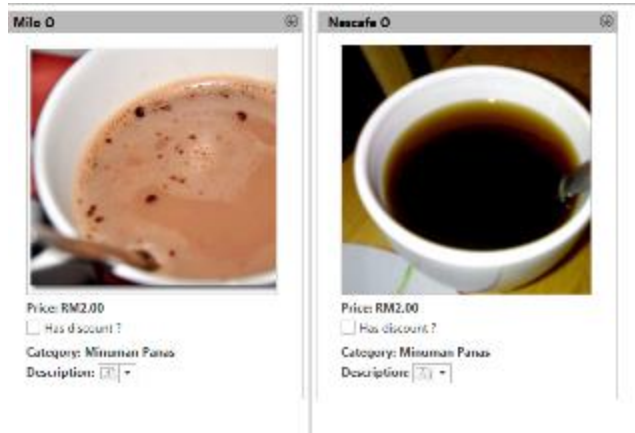 Milo O
Price: RM2.00
Has discount ?
Category: Minuman Panas
Description:
Nescafe O
Price: RM2.00
Has discount ?
Category: Minuman Panas
Description: